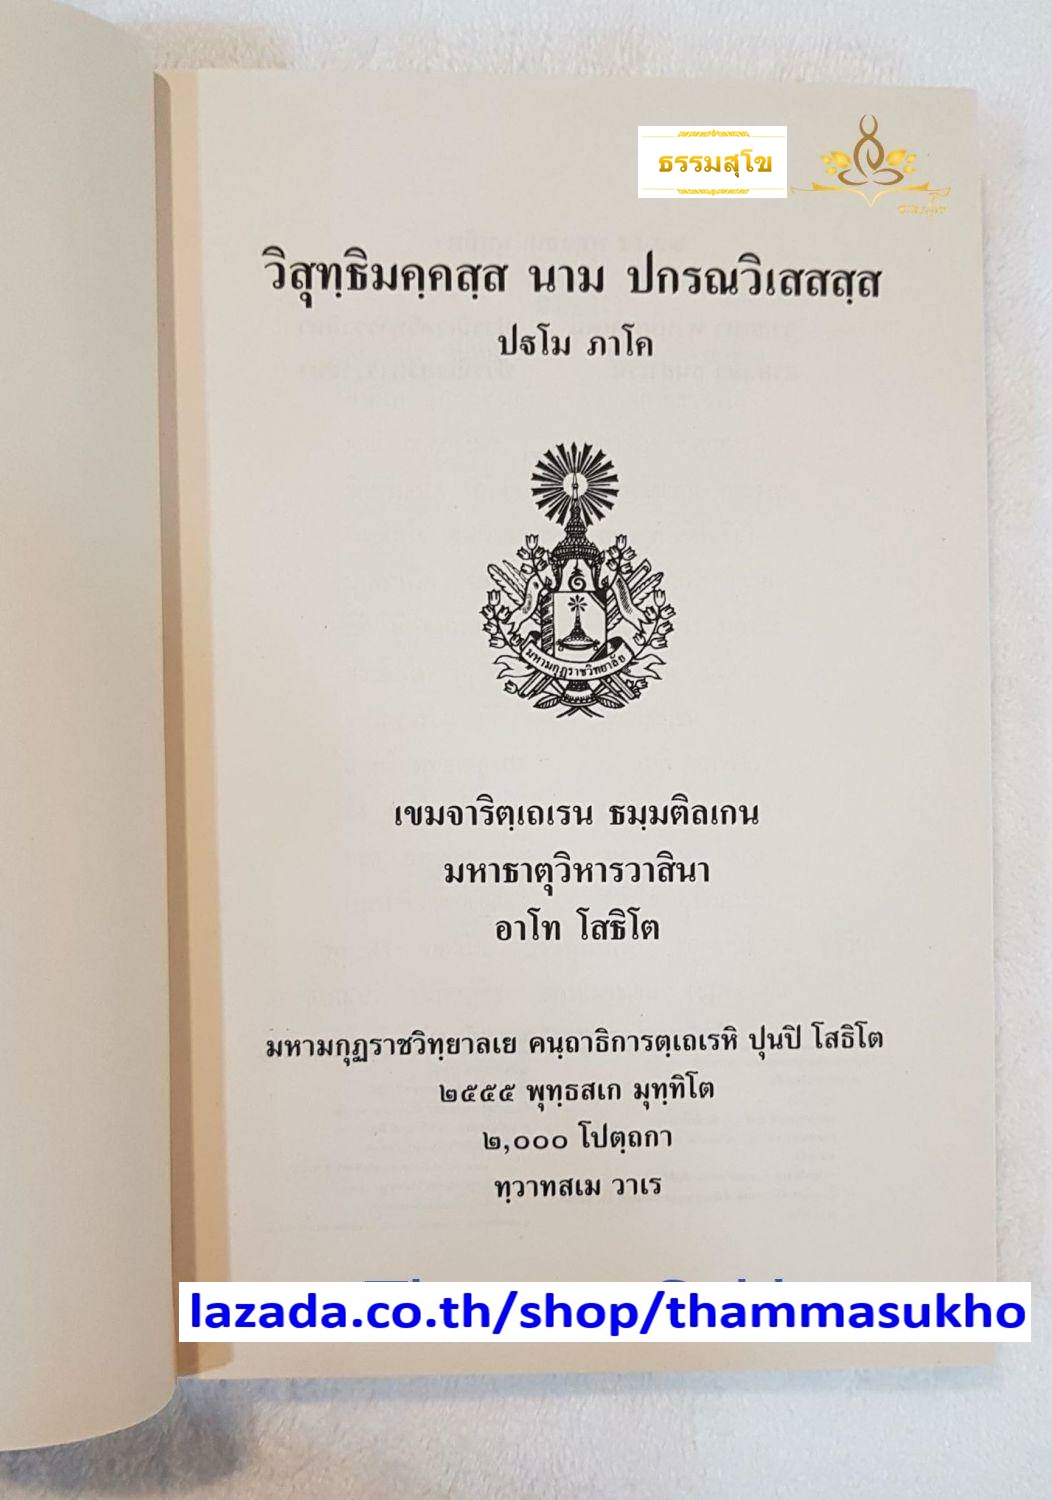 ธรรมสุโข
วิสุทฺธิมคฺคสฺส นาม ปกรณวิเสสสฺส
ปฐโม ภาโค
มหามกุฏราชวิทยาลัย
เขมจาริตฺเถเรน ธมฺมติลเกน
มหาธาตุวิหารวาสินา
อาโท โสธิโต
มหามกุฏราชวิทฺยาลเย คนฺถาธิการตฺเถเรหิ ปุนปิ โสธิโต
๒๕๕๕ พุทฺธสเก มุทฺทิโต
๒,๐๐๐ โปตฺถกา
ทฺวาทสเม วาเร
lazada.co.th/shop/thammasukho